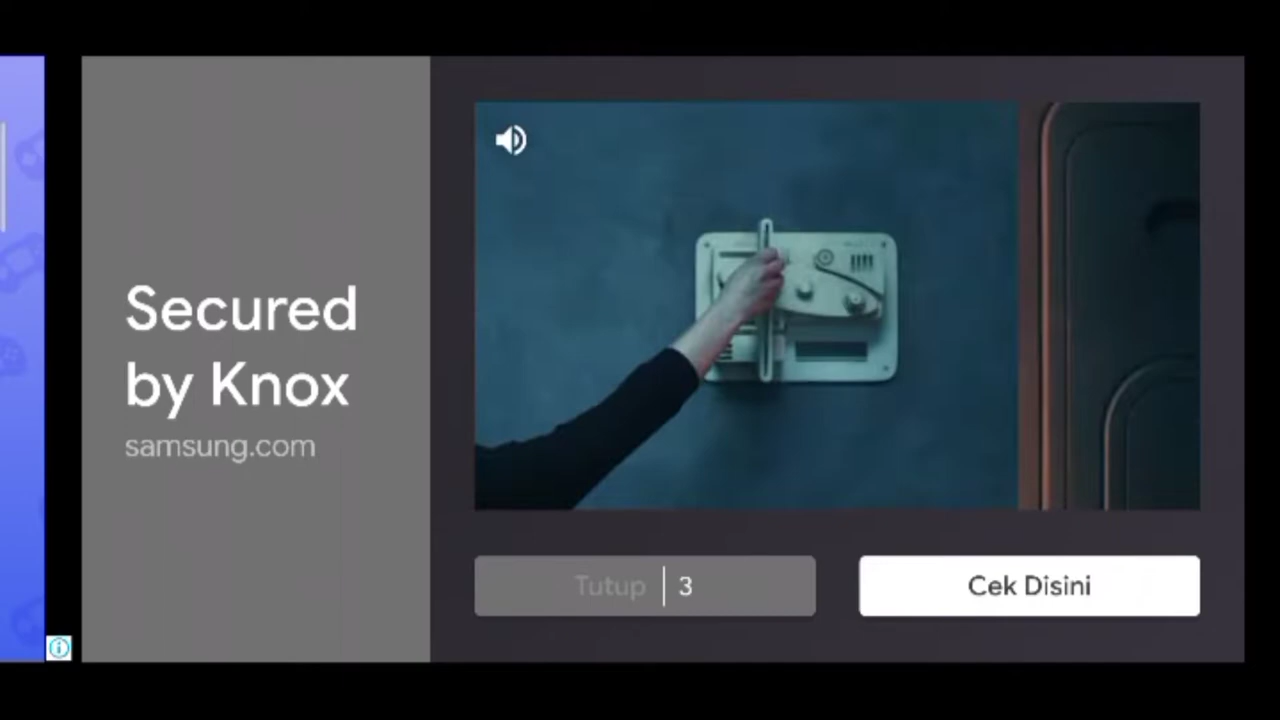 Secured
by Knox
samsung.com
Tutup | 3
Cek Disini